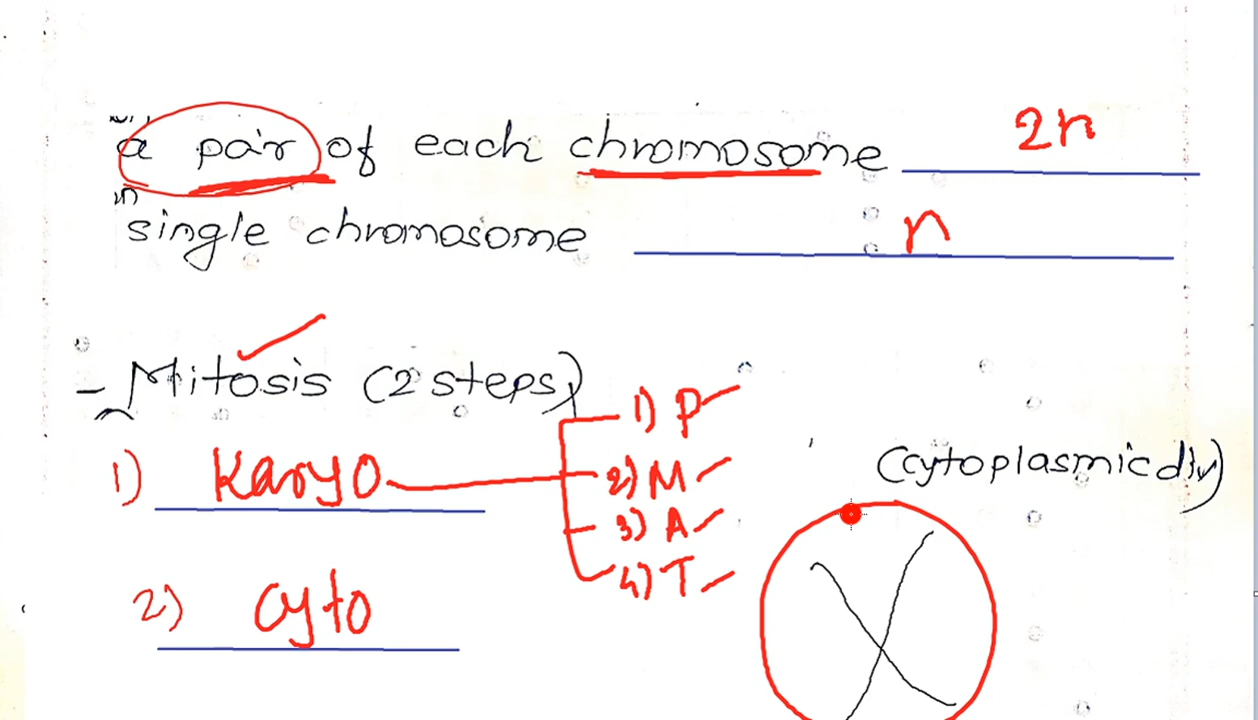 a pair of each chromosome 2n
in
single chromosome n
- Mitosis (2 steps)
1) P
1) Karyo
2) M
(cytoplasmic div)
3) A
4) T
2) Cyto